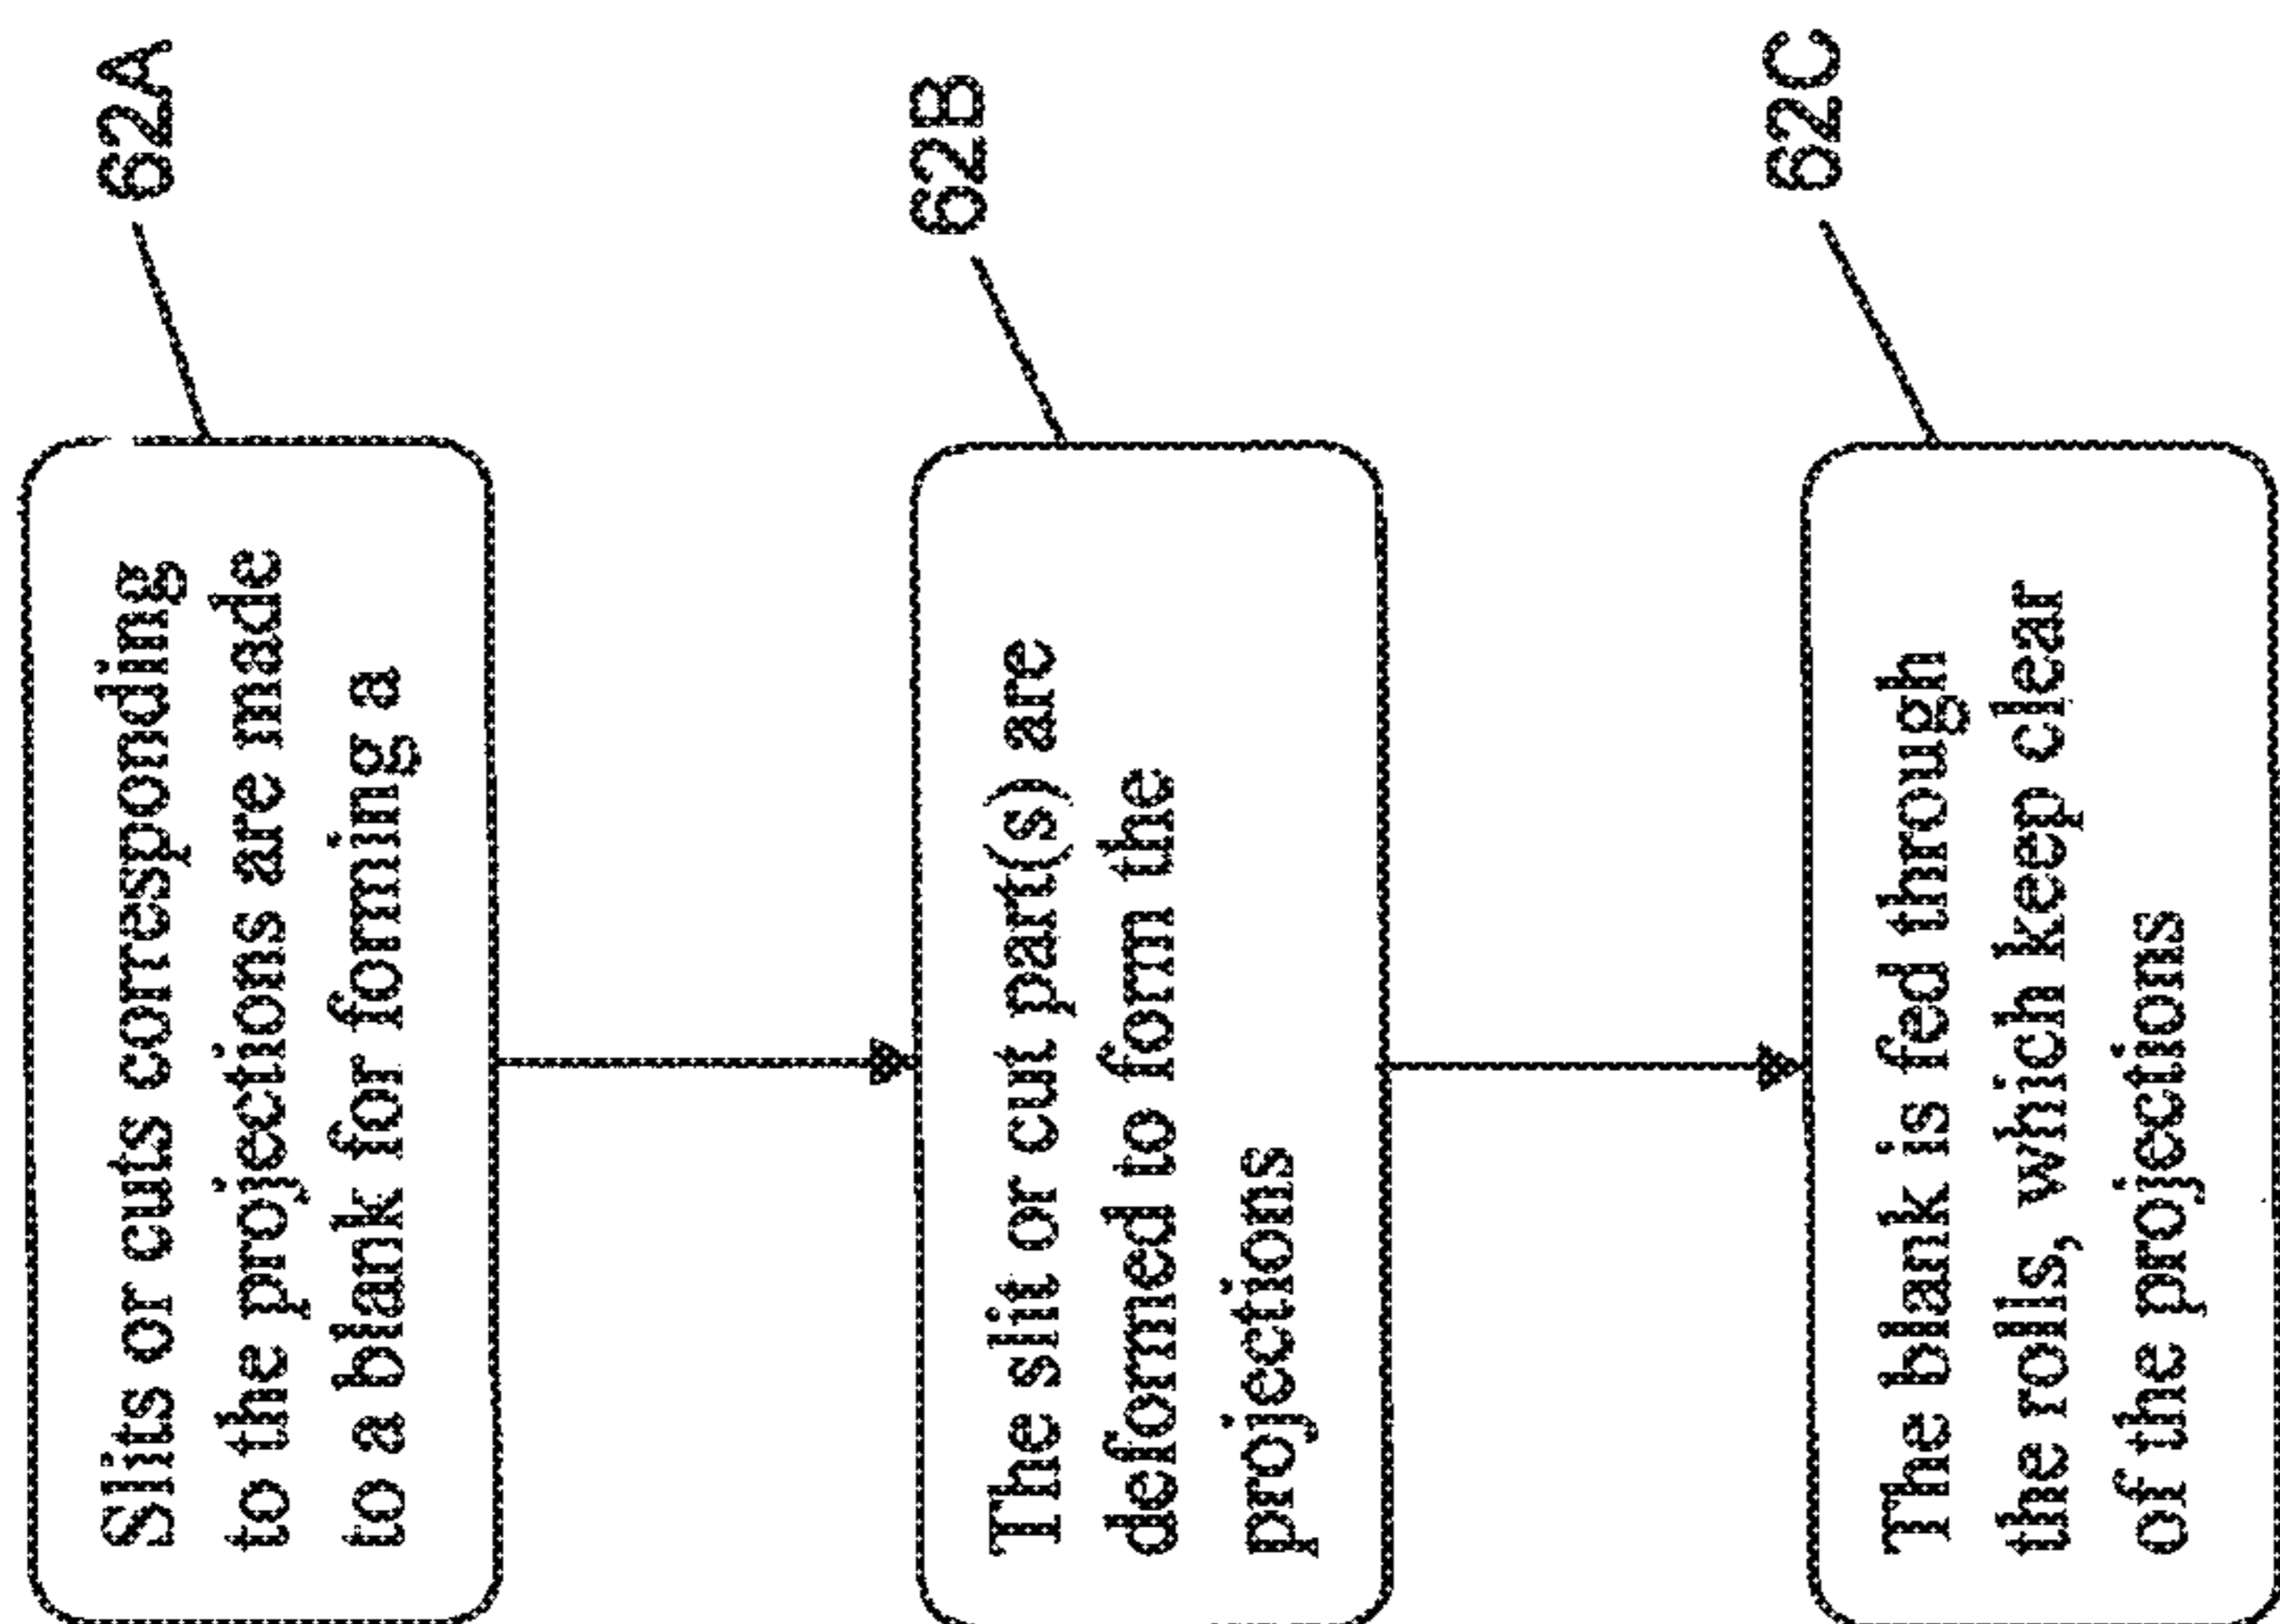 62A
Slits or cuts corresponding
to the projections are made
to a blank for forming a
62B
The slit or cut part(s) are
deformed to form the
projections
62C
The blank is fed through
the rolls, which keep clear
of the projections